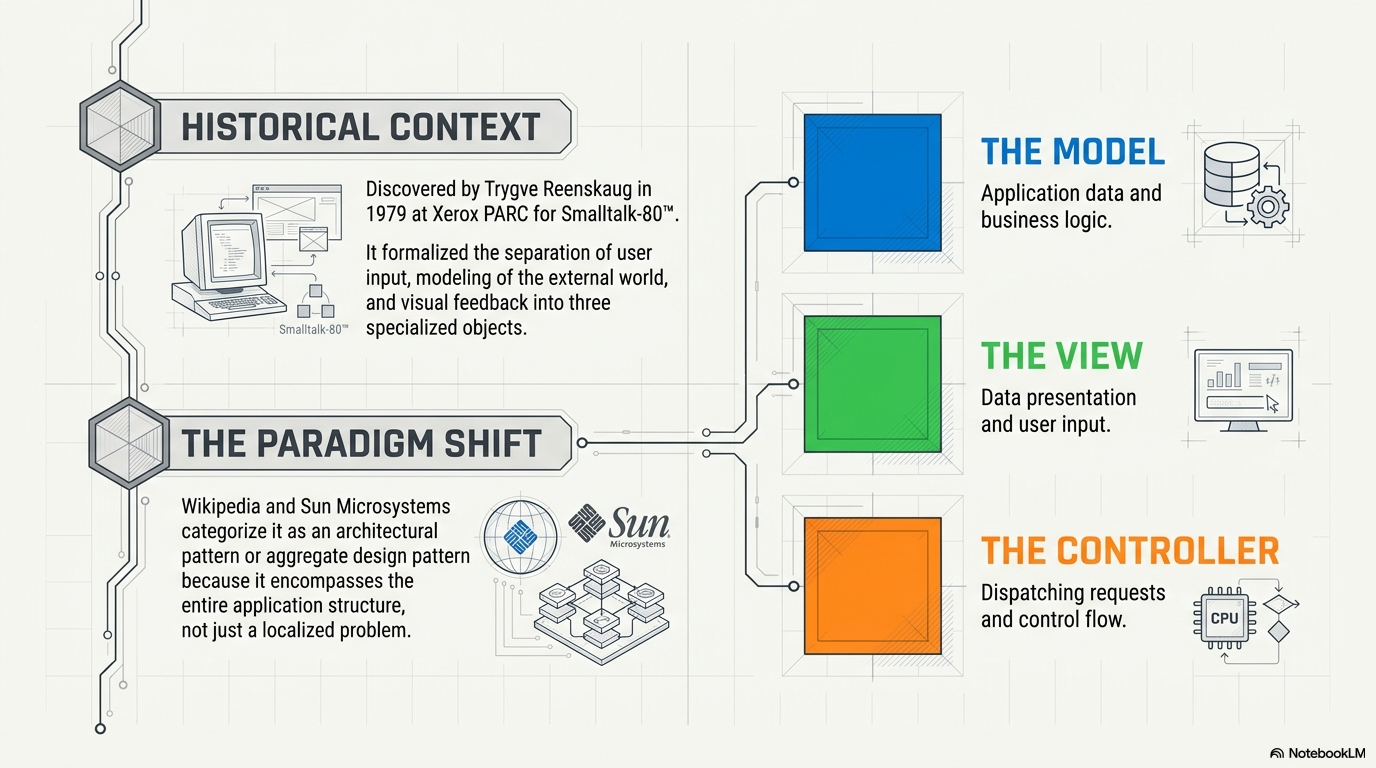 HISTORICAL CONTEXT
Discovered by Trygve Reenskaug in
1979 at Xerox PARC for Smalltalk-80™.
It formalized the separation of user
input, modeling of the external world,
and visual feedback into three
specialized objects.
Smalltalk-80™
THE PARADIGM SHIFT
Wikipedia and Sun Microsystems
categorize it as an architectural
pattern or aggregate design pattern
because it encompasses the
entire application structure,
not just a localized problem.
Sun
Microsystems
THE MODEL
Application data and
business logic.
THE VIEW
Data presentation
and user input.
</>
THE CONTROLLER
Dispatching requests
and control flow.
CPU
NotebookLM